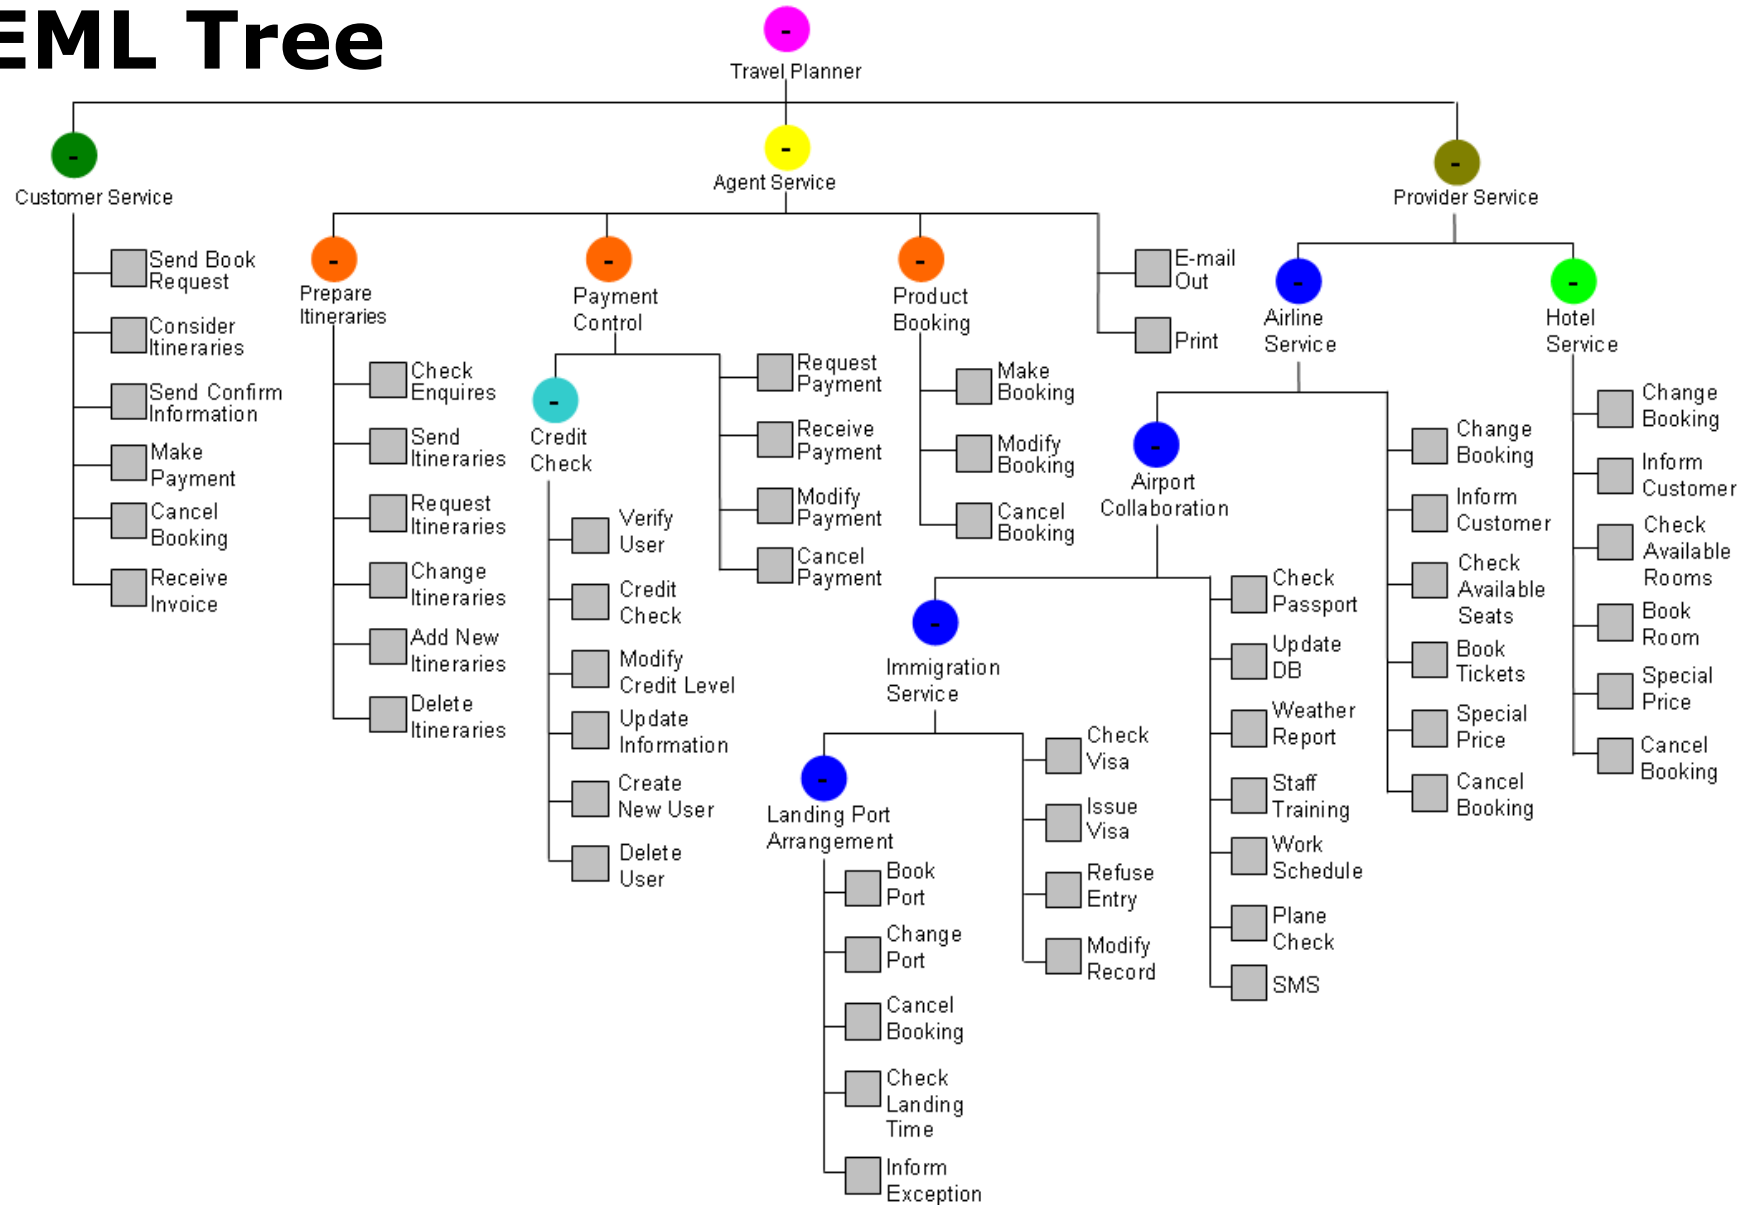 EML Tree
Travel Planner
Customer Service
Agent Service
Provider Service
Send Book
Request
Consider
Itineraries
Send Confirm
Information
Make
Payment
Cancel
Booking
Receive
Invoice
Prepare
Itineraries
Check
Enquires
Send
Itineraries
Request
Itineraries
Change
Itineraries
Add New
Itineraries
Delete
Itineraries
Payment
Control
Credit
Check
Verify
User
Credit
Check
Modify
Credit Level
Update
Information
Create
New User
Delete
User
Request
Payment
Receive
Payment
Modify
Payment
Cancel
Payment
Product
Booking
Make
Booking
Modify
Booking
Cancel
Booking
E-mail
Out
Print
Airline
Service
Airport
Collaboration
Immigration
Service
Landing Port
Arrangement
Book
Port
Change
Port
Cancel
Booking
Check
Landing
Time
Inform
Exception
Check
Visa
Issue
Visa
Refuse
Entry
Modify
Record
Check
Passport
Update
DB
Weather
Report
Staff
Training
Work
Schedule
Plane
Check
SMS
Change
Booking
Inform
Customer
Check
Available
Seats
Book
Tickets
Special
Price
Cancel
Booking
Hotel
Service
Change
Booking
Inform
Customer
Check
Available
Rooms
Book
Room
Special
Price
Cancel
Booking